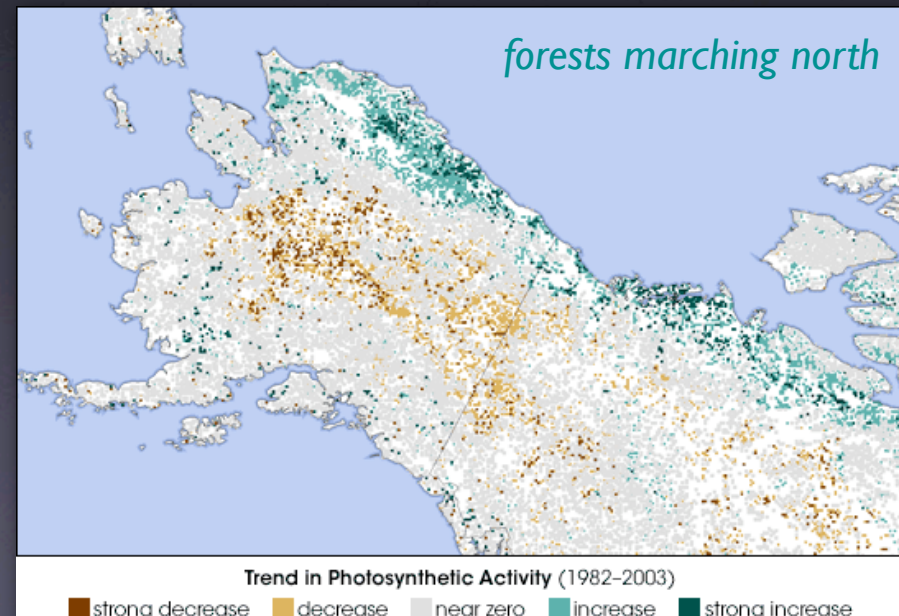 forests marching north
Trend in Photosynthetic Activity (1982–2003)
strong decrease decrease near zero increase strong increase